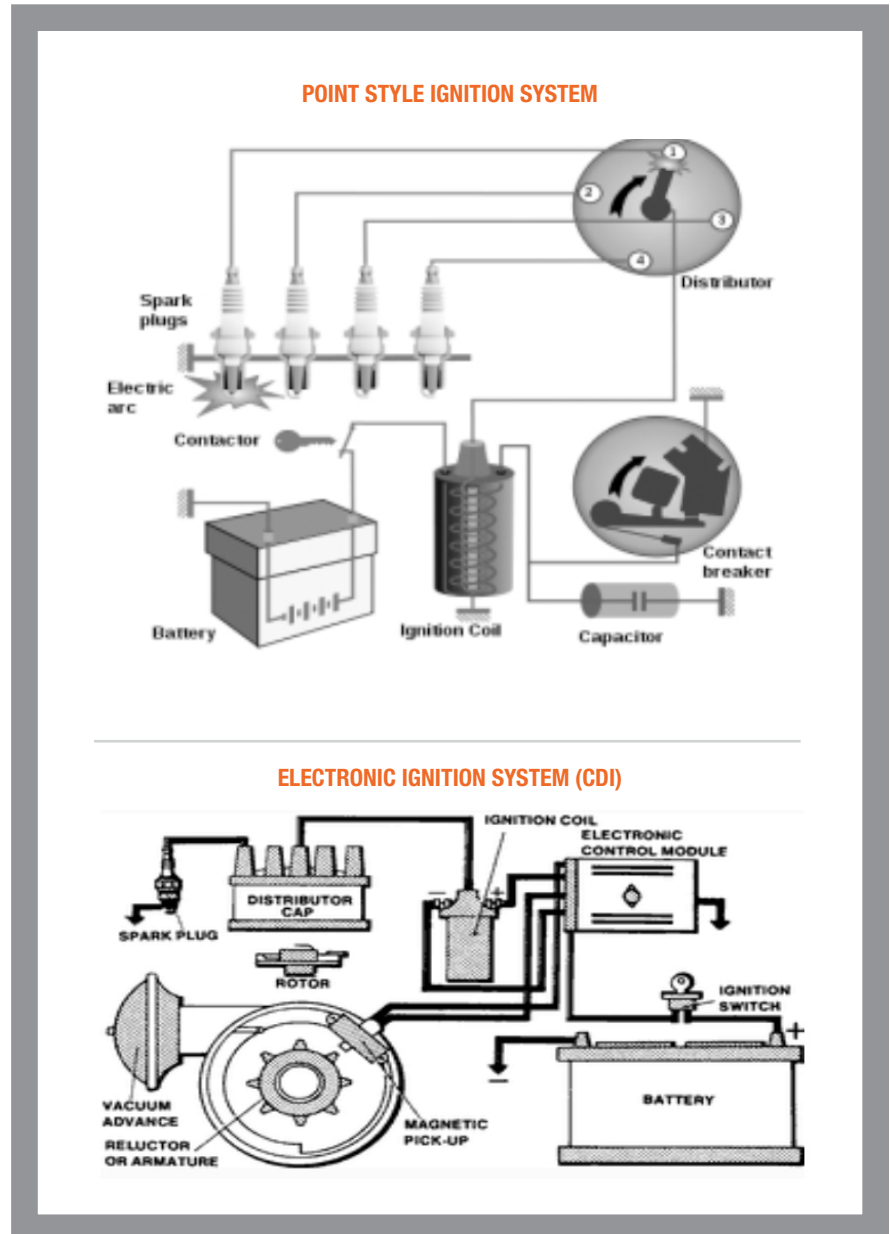 POINT STYLE IGNITION SYSTEM
1
2
3
4
Distributor
Spark
plugs
Electric
arc
Contactor
Contact
breaker
Battery
Ignition Coil
Capacitor
ELECTRONIC IGNITION SYSTEM (CDI)
IGNITION COIL
ELECTRONIC
CONTROL MODULE
- +
DISTRIBUTOR
CAP
SPARK PLUG
ROTOR
IGNITION
SWITCH
+
-
BATTERY
VACUUM
ADVANCE
MAGNETIC
PICK-UP
RELUCTOR
OR ARMATURE